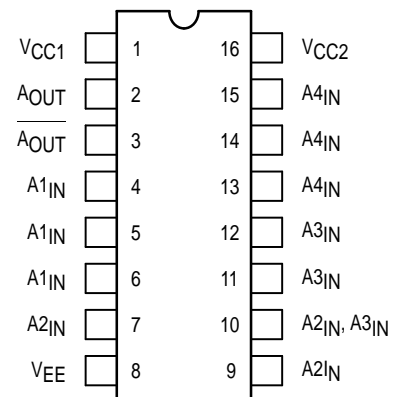 VCC1 1 16 VCC2
AOUT 2 15 A4IN
A̅O̅U̅T̅ 3 14 A4IN
A1IN 4 13 A4IN
A1IN 5 12 A3IN
A1IN 6 11 A3IN
A2IN 7 10 A2IN, A3IN
VEE 8 9 A2IN